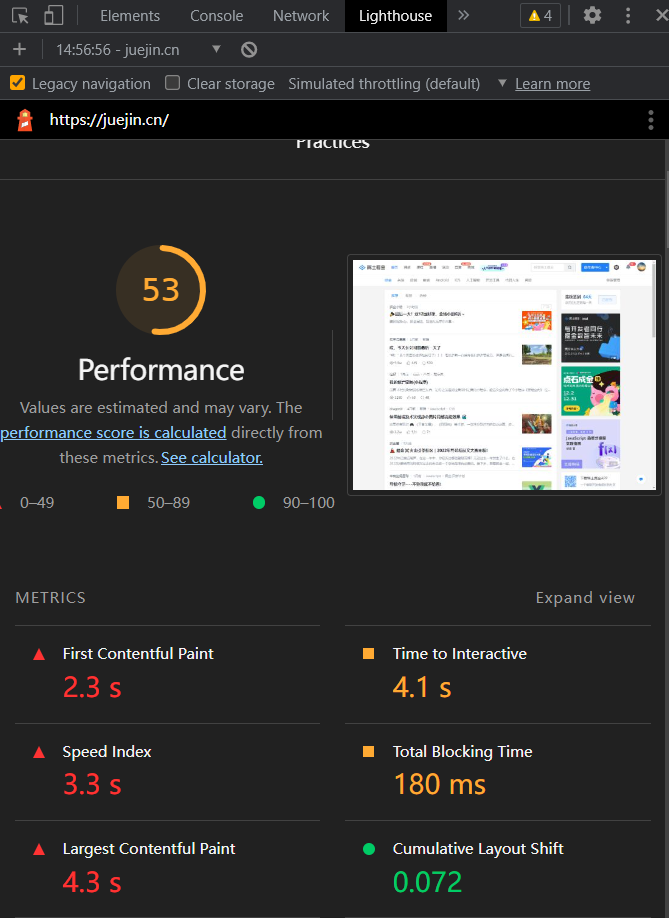 Elements Console Network Lighthouse 4
14:56:56 - juejin.cn
Legacy navigation Clear storage Simulated throttling (default) Learn more
https://juejin.cn/
Practices
53
Performance
Values are estimated and may vary. The
performance score is calculated directly from
these metrics. See calculator.
0–49 50–89 90–100
METRICS Expand view
First Contentful Paint
2.3 s
Time to Interactive
4.1 s
Speed Index
3.3 s
Total Blocking Time
180 ms
Largest Contentful Paint
4.3 s
Cumulative Layout Shift
0.072